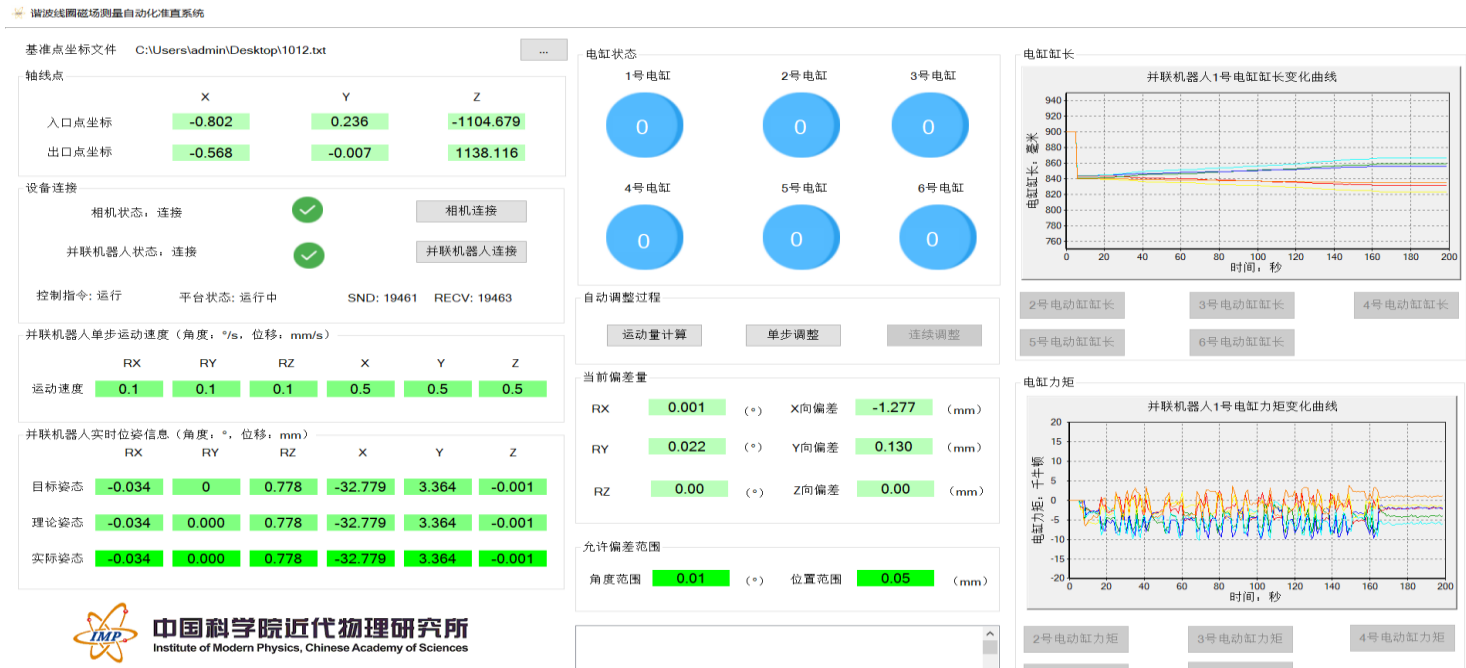 谐波线圈磁场测量自动化准直系统
基准点坐标文件 C:\Users\admin\Desktop\1012.txt ...
轴线点
X Y Z
入口点坐标 -0.802 0.236 -1104.679
出口点坐标 -0.568 -0.007 1138.116
设备连接
相机状态：连接 相机连接
并联机器人状态：连接 并联机器人连接
控制指令: 运行 平台状态: 运行中 SND: 19461 RECV: 19463
并联机器人单步运动速度（角度：°/s，位移：mm/s）
RX RY RZ X Y Z
运动速度 0.1 0.1 0.1 0.5 0.5 0.5
并联机器人实时位姿信息（角度：°，位移：mm）
RX RY RZ X Y Z
目标姿态 -0.034 0 0.778 -32.779 3.364 -0.001
理论姿态 -0.034 0.000 0.778 -32.779 3.364 -0.001
实际姿态 -0.034 0.000 0.778 -32.779 3.364 -0.001
IMP 中国科学院近代物理研究所
Institute of Modern Physics, Chinese Academy of Sciences
电缸状态
1号电缸 2号电缸 3号电缸
0 0 0
4号电缸 5号电缸 6号电缸
0 0 0
自动调整过程
运动量计算 单步调整 连续调整
当前偏差量
RX 0.001 (°) X向偏差 -1.277 (mm)
RY 0.022 (°) Y向偏差 0.130 (mm)
RZ 0.00 (°) Z向偏差 0.00 (mm)
允许偏差范围
角度范围 0.01 (°) 位置范围 0.05 (mm)
电缸缸长
并联机器人1号电缸缸长变化曲线
电缸缸长：毫米
940
920
900
880
860
840
820
800
780
760
0 20 40 60 80 100 120 140 160 180 200
时间：秒
2号电动缸缸长 3号电动缸缸长 4号电动缸缸长
5号电动缸缸长 6号电动缸缸长
电缸力矩
并联机器人1号电缸力矩变化曲线
电缸力矩：千牛顿
20
15
10
5
0
-5
-10
-15
-20
0 20 40 60 80 100 120 140 160 180 200
时间：秒
2号电动缸力矩 3号电动缸力矩 4号电动缸力矩